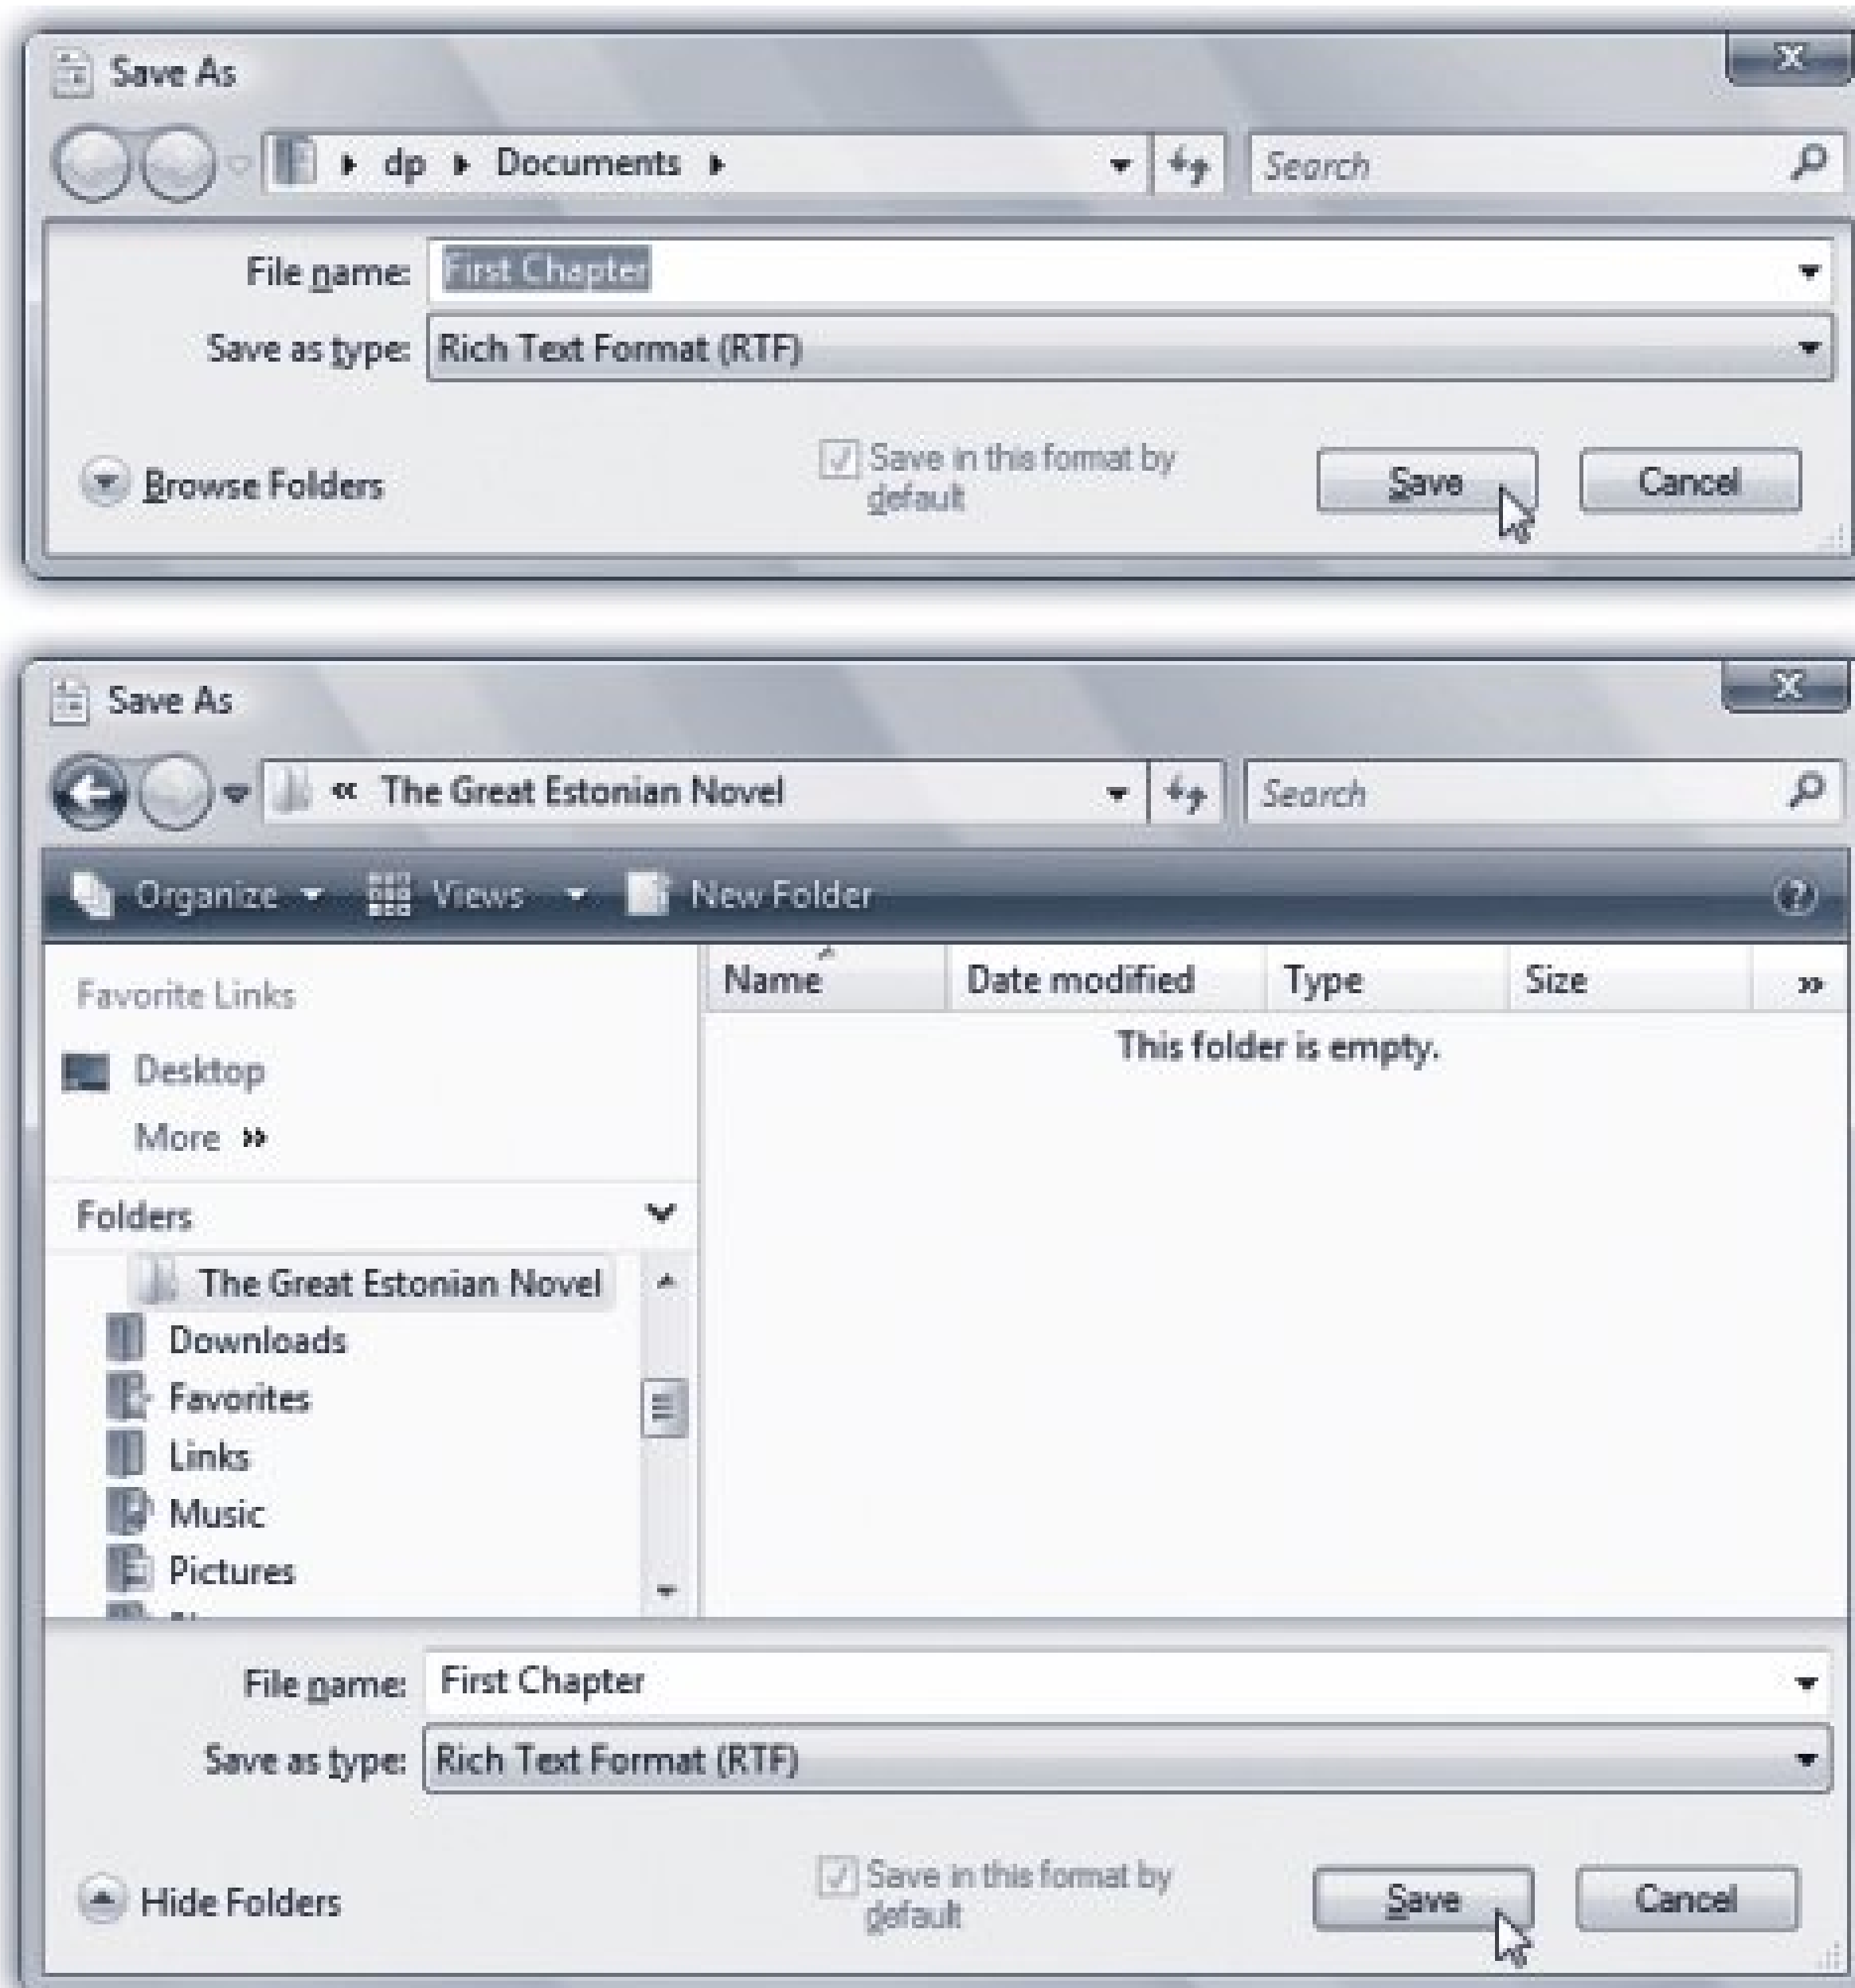 Save As
dp Documents Search
File name: First Chapter
Save as type: Rich Text Format (RTF)
Browse Folders
Save in this format by
default
Save Cancel
Save As
« The Great Estonian Novel Search
Organize Views New Folder
Favorite Links
Desktop
More »
Folders
The Great Estonian Novel
Downloads
Favorites
Links
Music
Pictures
Name Date modified Type Size »
This folder is empty.
File name: First Chapter
Save as type: Rich Text Format (RTF)
Hide Folders
Save in this format by
default
Save Cancel